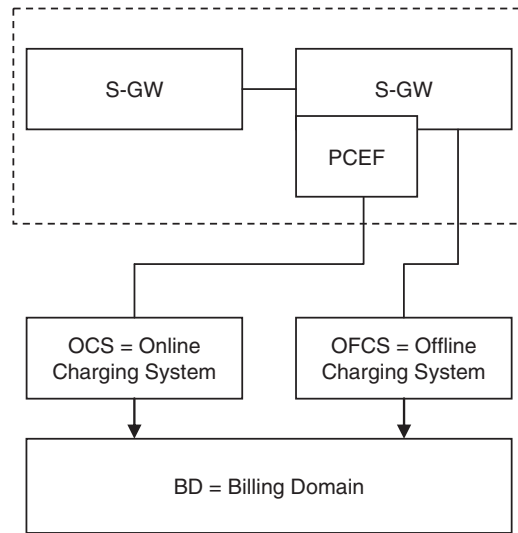 S-GW
S-GW
PCEF
OCS = Online
Charging System
OFCS = Offline
Charging System
BD = Billing Domain